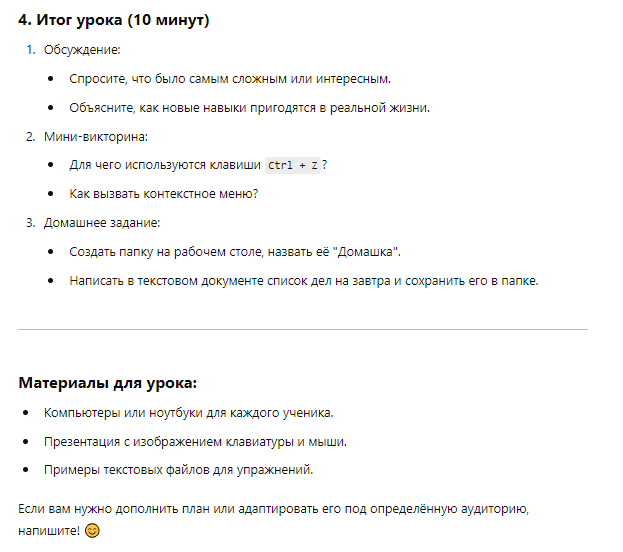 4. Итог урока (10 минут)
1. Обсуждение:
• Спросите, что было самым сложным или интересным.
• Объясните, как новые навыки пригодятся в реальной жизни.
2. Мини-викторина:
• Для чего используются клавиши Ctrl + Z?
• Как вызвать контекстное меню?
3. Домашнее задание:
• Создать папку на рабочем столе, назвать её "Домашка".
• Написать в текстовом документе список дел на завтра и сохранить его в папке.
Материалы для урока:
• Компьютеры или ноутбуки для каждого ученика.
• Презентация с изображением клавиатуры и мыши.
• Примеры текстовых файлов для упражнений.
Если вам нужно дополнить план или адаптировать его под определённую аудиторию,
напишите! 😊